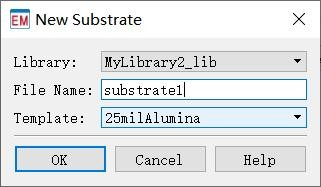 EM New Substrate
Library: MyLibrary2_lib
File Name: substrate1
Template: 25milAlumina
OK Cancel Help